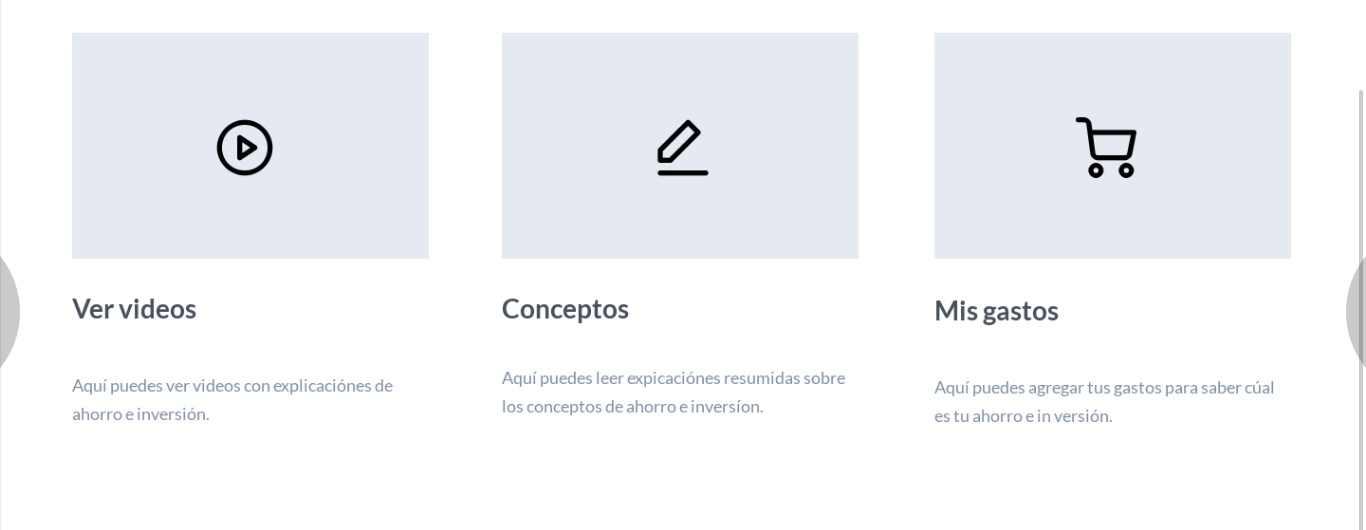 Ver videos
Aquí puedes ver videos con explicaciónes de
ahorro e inversión.
Conceptos
Aquí puedes leer expicaciónes resumidas sobre
los conceptos de ahorro e inversíon.
Mis gastos
Aquí puedes agregar tus gastos para saber cúal
es tu ahorro e in versión.